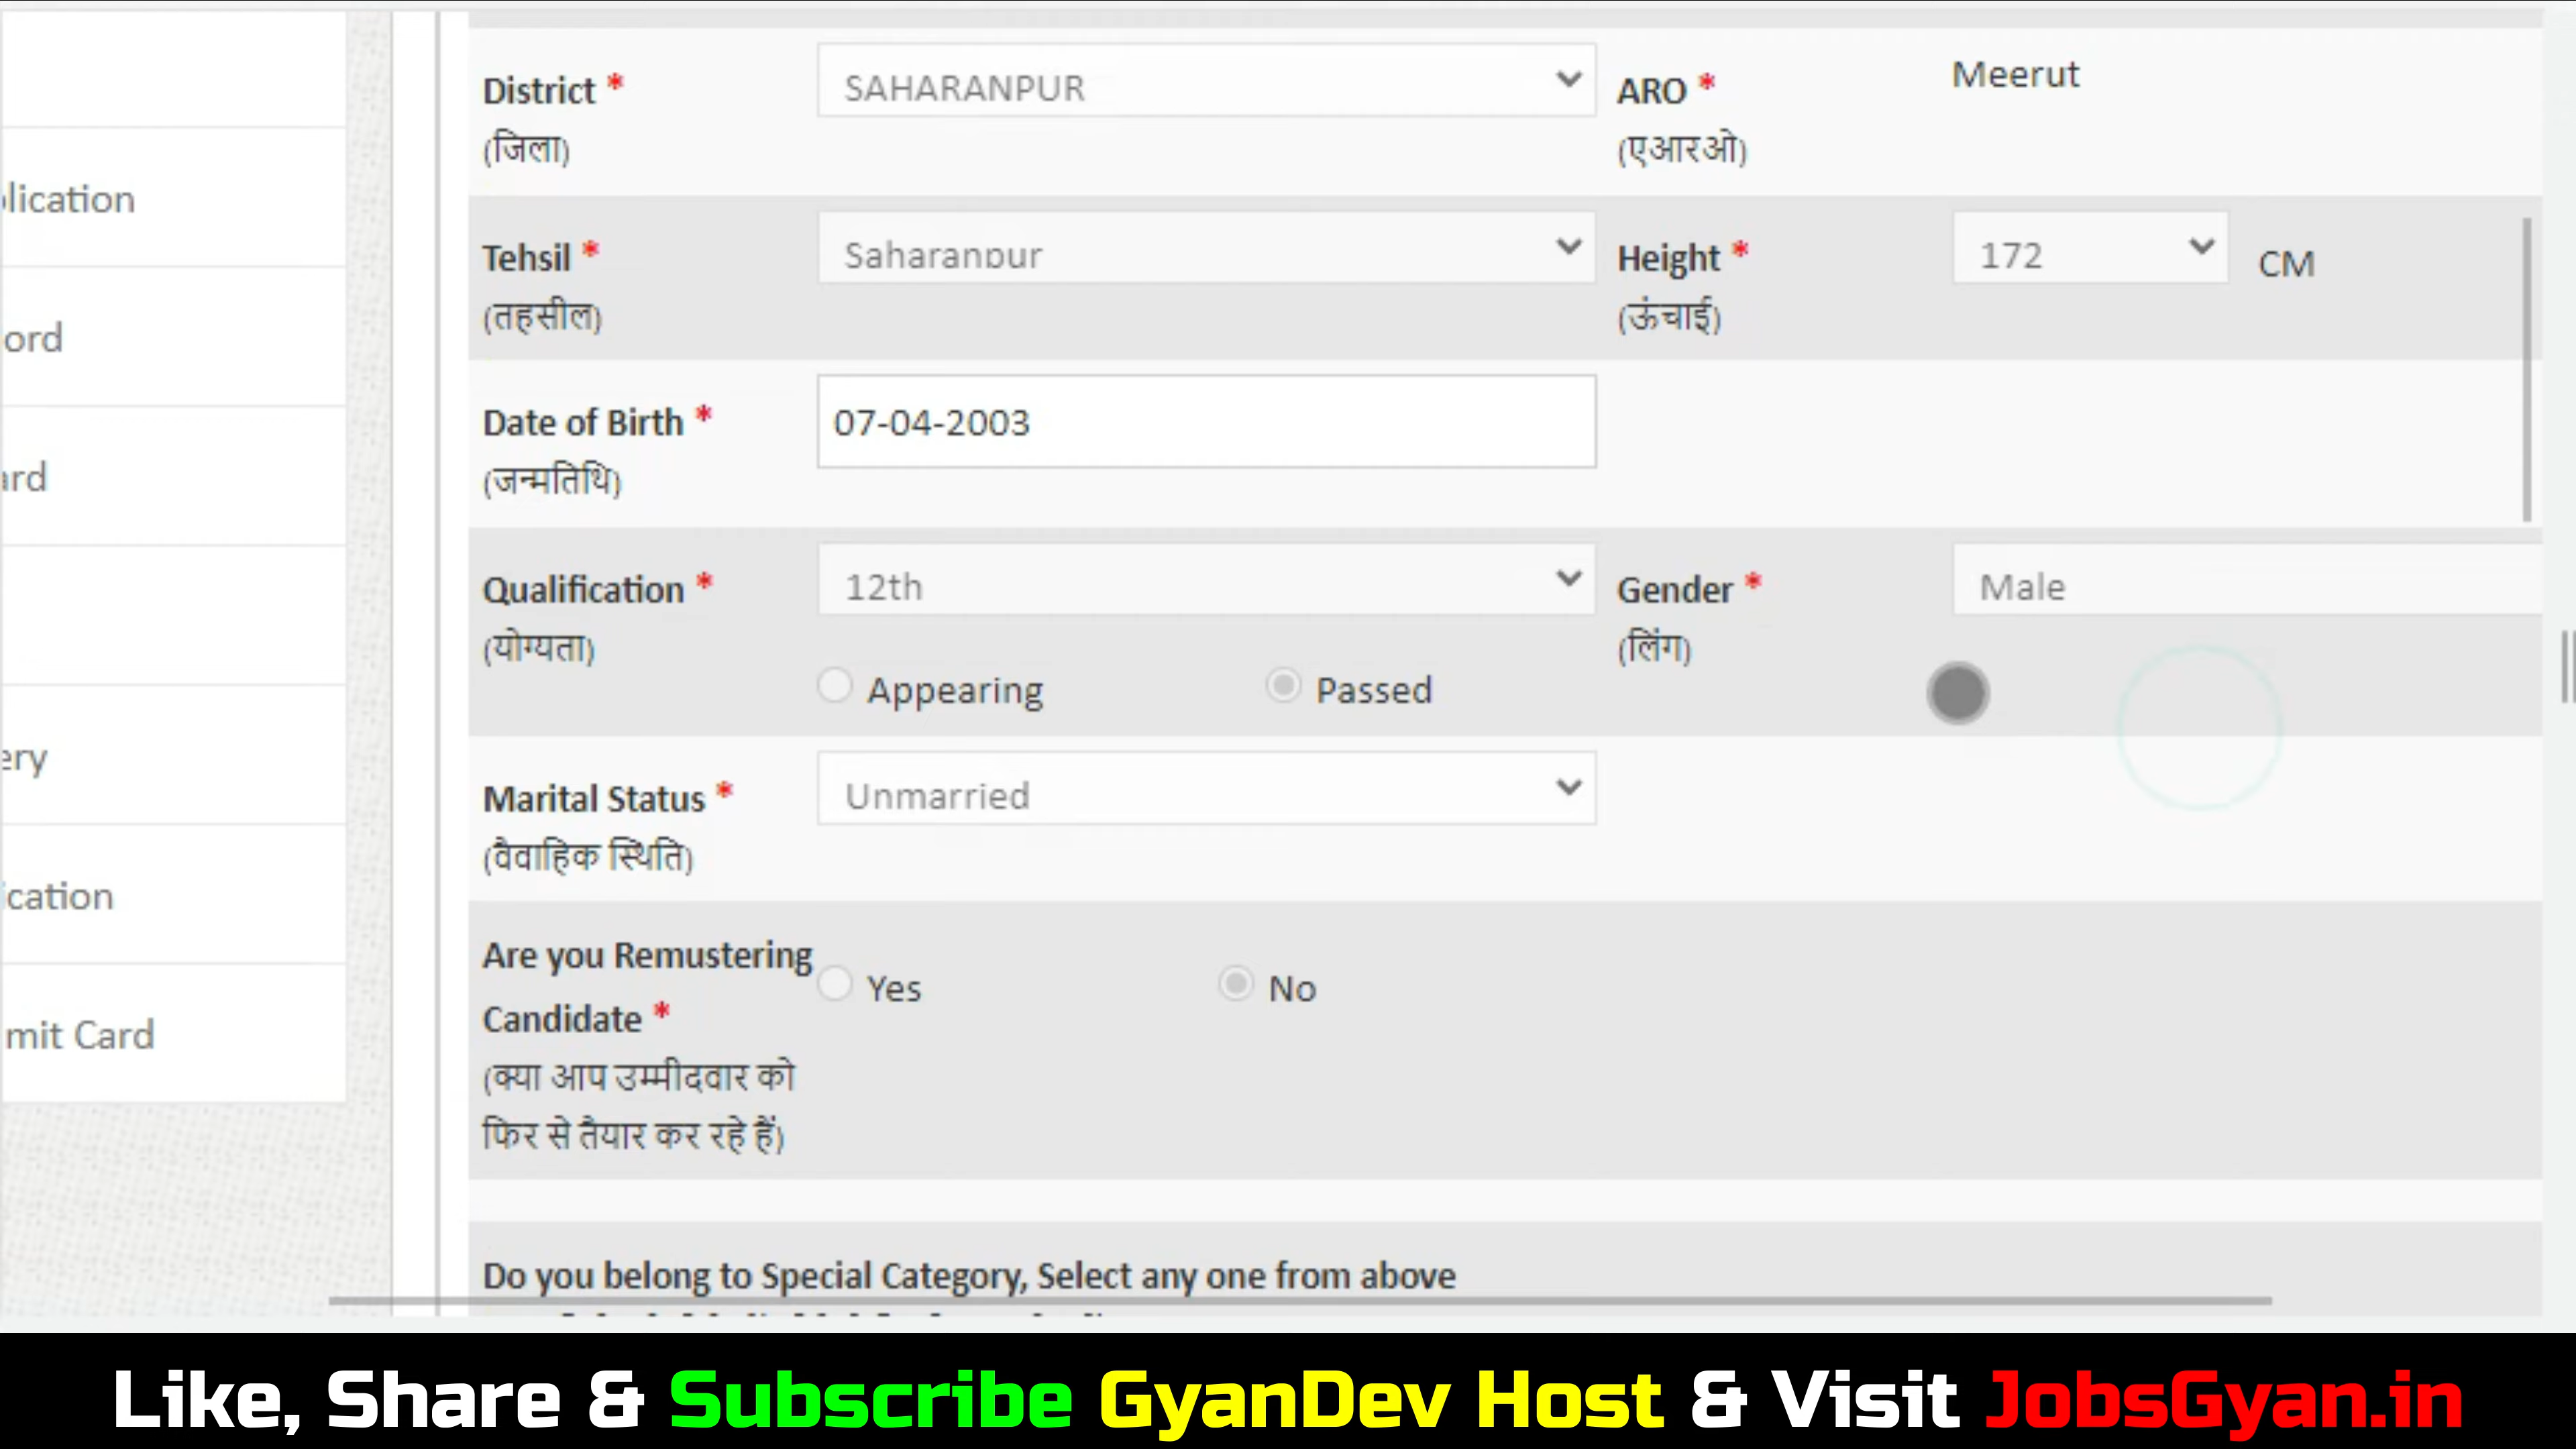 District * SAHARANPUR ARO * Meerut
(जिला) (एआरओ)
lication
Tehsil * Saharanpur Height * 172 CM
(तहसील) (ऊंचाई)
ord
Date of Birth * 07-04-2003
ard
(जन्मतिथि)
Qualification * 12th Gender * Male
(योग्यता) (लिंग)
Appearing Passed
ery
Marital Status * Unmarried
(वैवाहिक स्थिति)
ication
Are you Remustering
Yes No
Candidate *
mit Card
(क्या आप उम्मीदवार को
फिर से तैयार कर रहे हैं)
Do you belong to Special Category, Select any one from above
Like, Share & Subscribe GyanDev Host & Visit JobsGyan.in